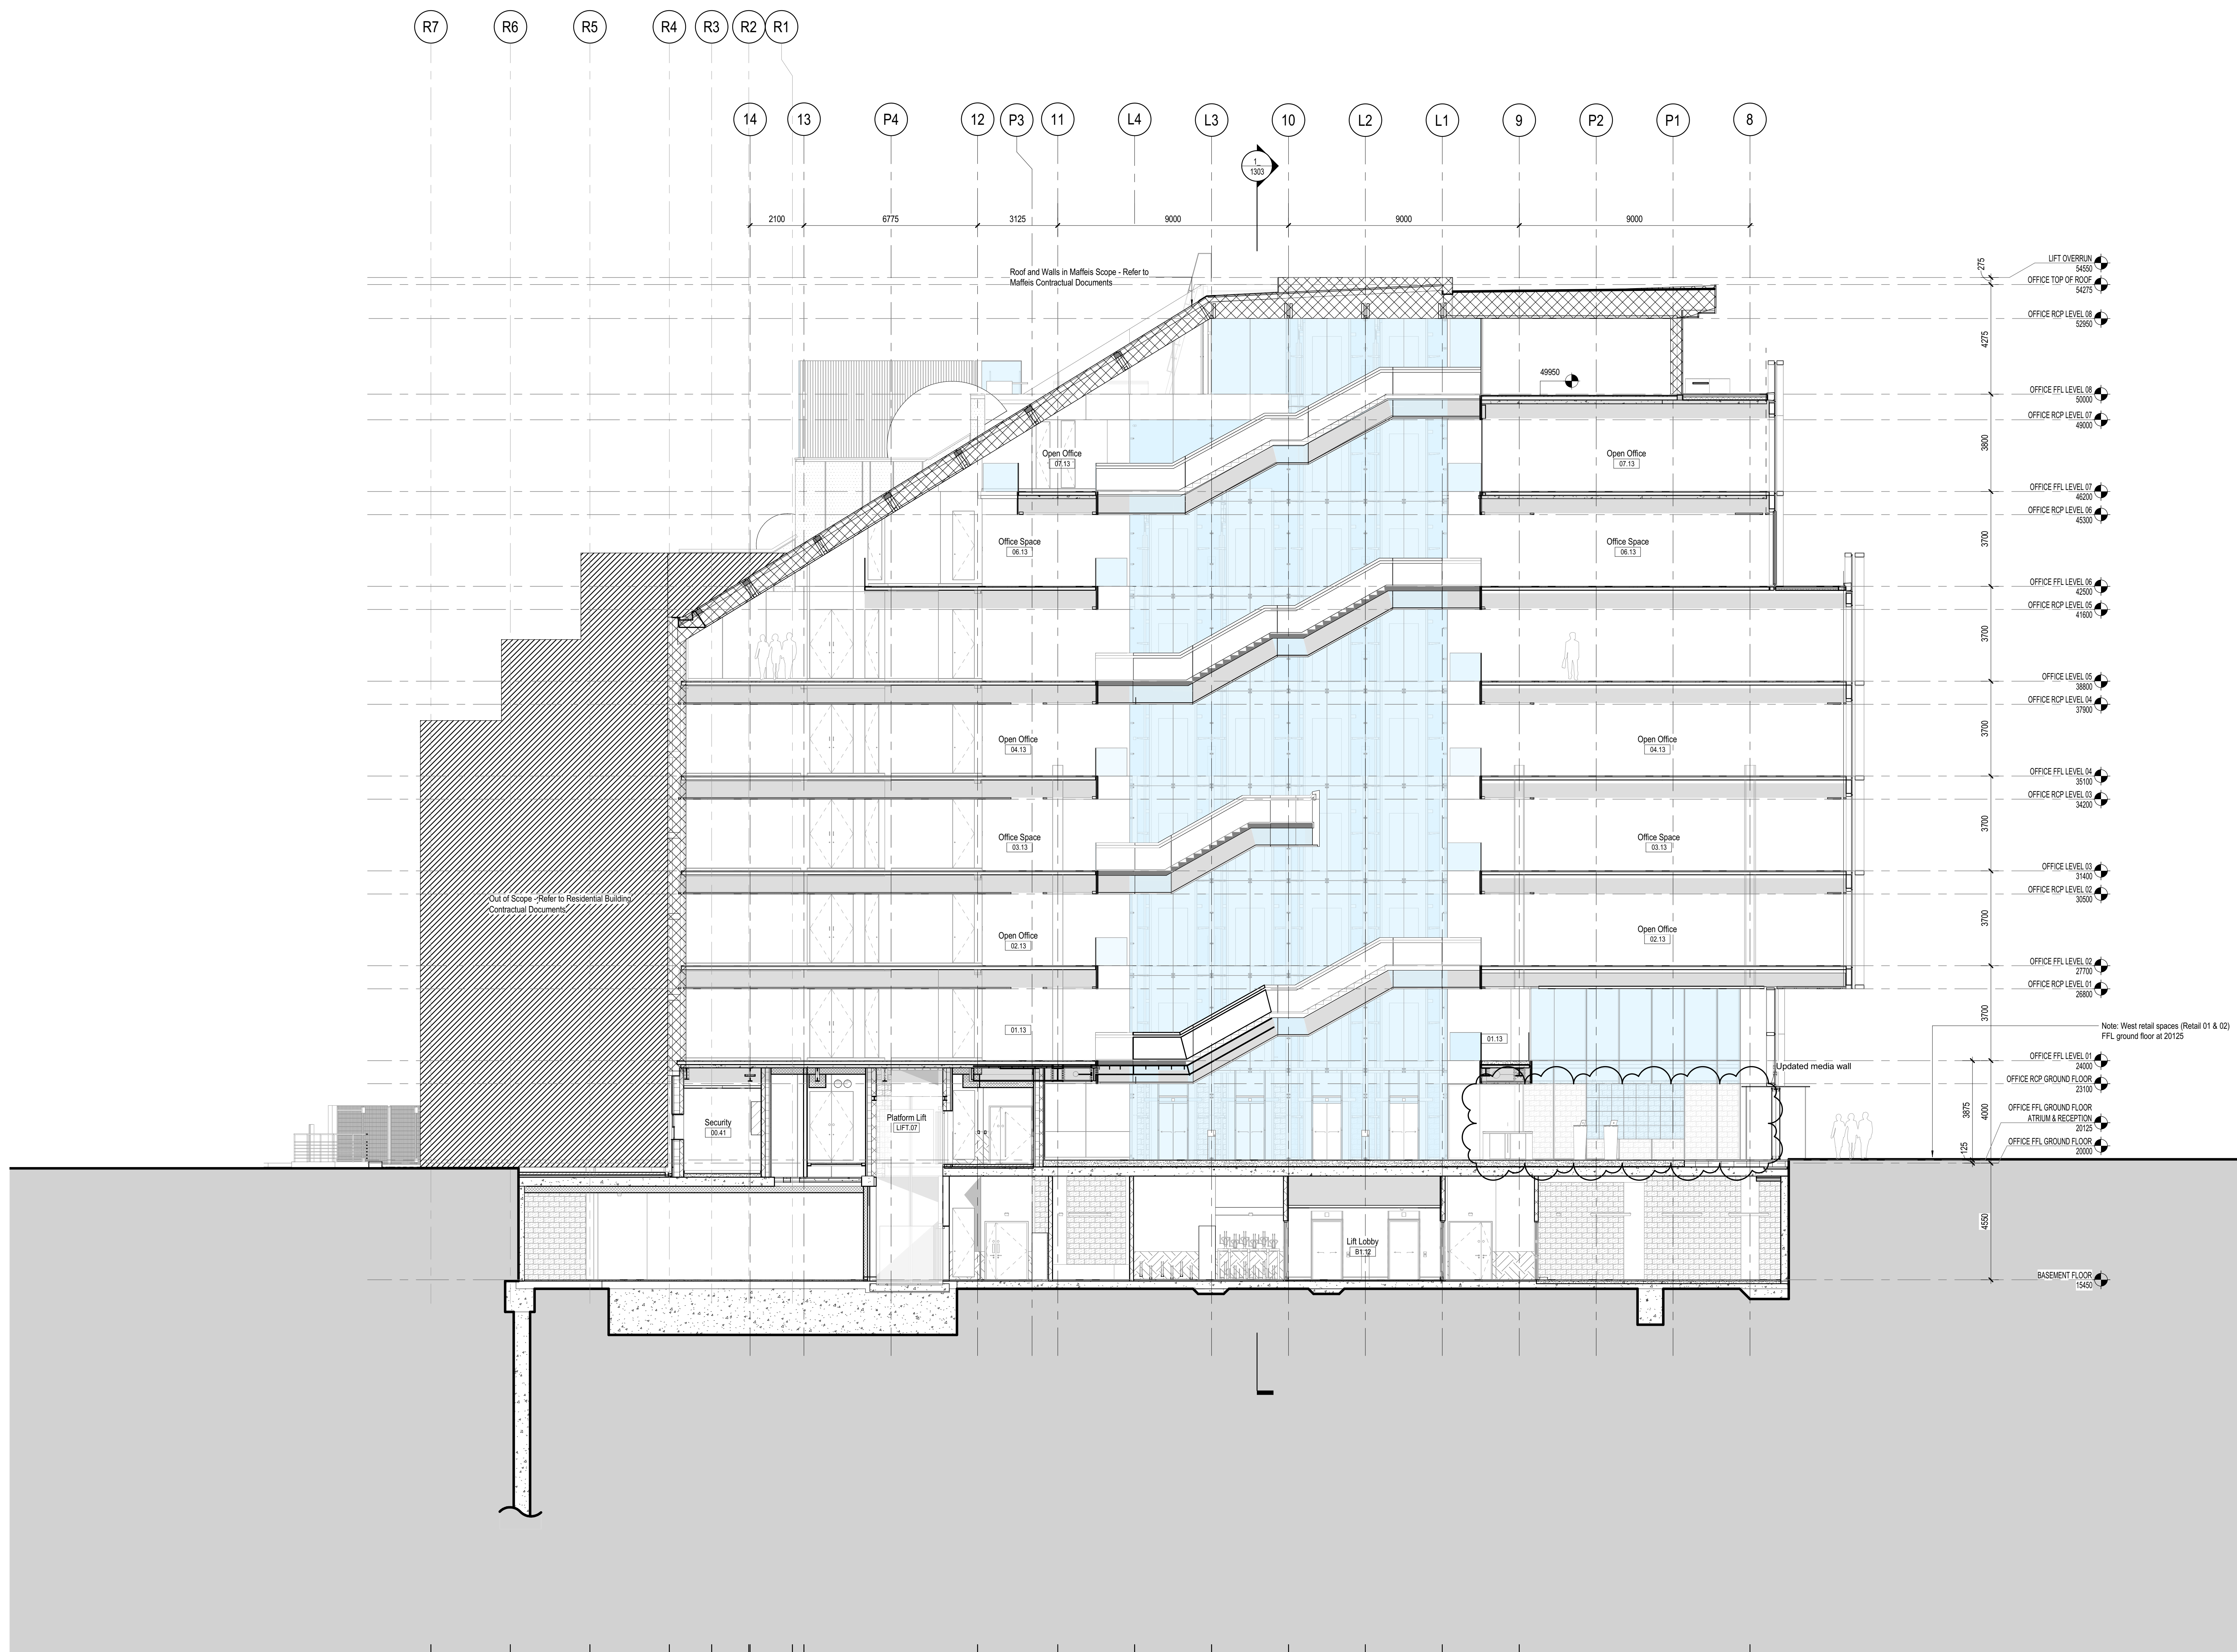 R7 R6 R5 R4 R3 R2 R1
14 13 P4 12 P3 11 L4 L3 10 L2 L1 9 P2 P1 8
1
1303
2100 6775 3125 9000 9000 9000
Roof and Walls in Maffeis Scope - Refer to
Maffeis Contractual Documents
275
LIFT OVERRUN
54550
OFFICE TOP OF ROOF
54275
OFFICE RCP LEVEL 08
52950
4275
49950
OFFICE FFL LEVEL 08
50000
OFFICE RCP LEVEL 07
49000
3800
Open Office
07.13
Open Office
07.13
OFFICE FFL LEVEL 07
46200
OFFICE RCP LEVEL 06
45300
3700
Office Space
06.13
Office Space
06.13
OFFICE FFL LEVEL 06
42500
OFFICE RCP LEVEL 05
41600
3700
OFFICE LEVEL 05
38800
OFFICE RCP LEVEL 04
37900
3700
Open Office
04.13
Open Office
04.13
OFFICE FFL LEVEL 04
35100
OFFICE RCP LEVEL 03
34200
3700
Office Space
03.13
Office Space
03.13
OFFICE LEVEL 03
31400
OFFICE RCP LEVEL 02
30500
Out of Scope - Refer to Residential Building
Contractual Documents
3700
Open Office
02.13
Open Office
02.13
OFFICE FFL LEVEL 02
27700
OFFICE RCP LEVEL 01
26800
3700
01.13
01.13
Note: West retail spaces (Retail 01 & 02)
FFL ground floor at 20125
OFFICE FFL LEVEL 01
24000
Updated media wall
OFFICE RCP GROUND FLOOR
23100
3875
4000
125
Security
00.41
Platform Lift
LIFT.07
OFFICE FFL GROUND FLOOR
ATRIUM & RECEPTION
20125
OFFICE FFL GROUND FLOOR
20000
4550
Lift Lobby
B1.12
BASEMENT FLOOR
15450